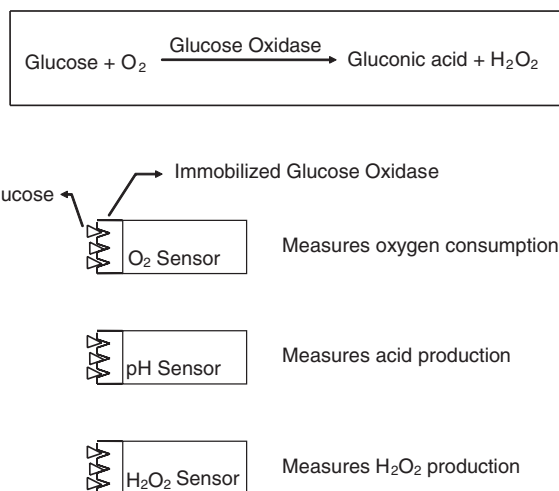 Glucose + O₂ Glucose Oxidase Gluconic acid + H₂O₂
Immobilized Glucose Oxidase
ucose
O₂ Sensor Measures oxygen consumption
pH Sensor Measures acid production
H₂O₂ Sensor Measures H₂O₂ production